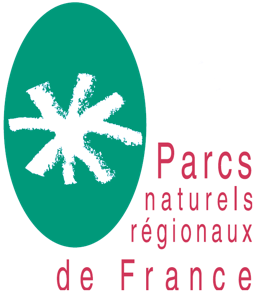 Parcs
naturels
régionaux
de France